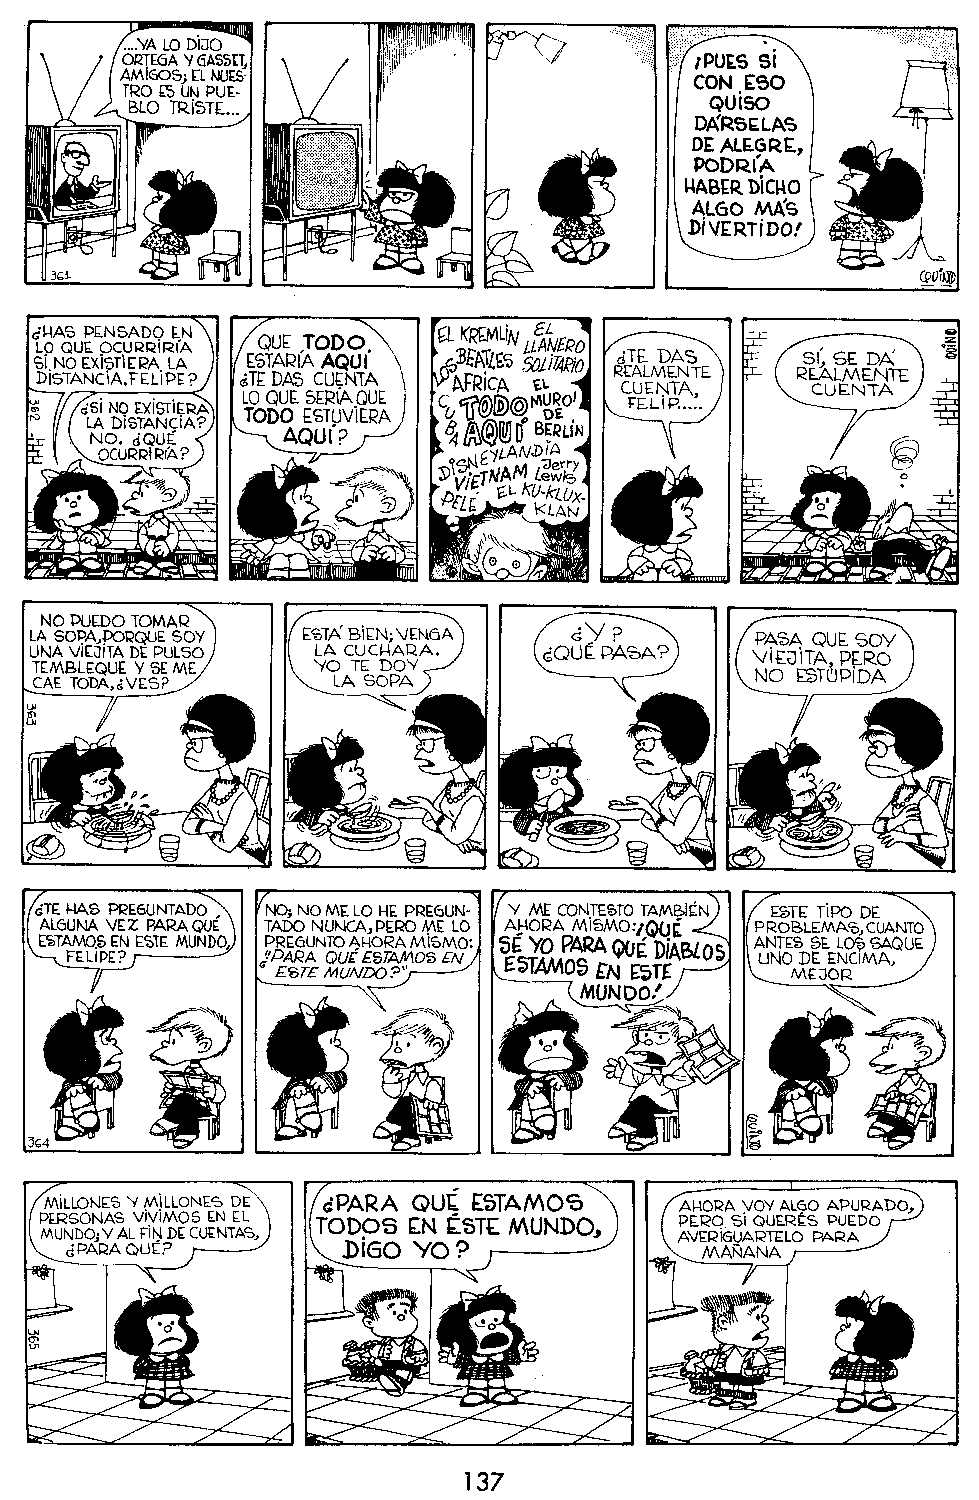 ....YA LO DIJO
ORTEGA Y GASSET,
AMIGOS; EL NUES-
TRO ES UN PUE-
BLO TRISTE...
361
¡PUES SI
CON ESO
QUISO
DÁRSELAS
DE ALEGRE,
PODRÍA
HABER DICHO
ALGO MÁS
DIVERTIDO!
QUINO
¿HAS PENSADO EN
LO QUE OCURRIRÍA
SI NO EXISTIERA LA
DISTANCIA, FELIPE?
¿SI NO EXISTIERA
LA DISTANCIA?
NO. ¿QUÉ
OCURRIRÍA?
362
QUE TODO
ESTARÍA AQUÍ
¿TE DAS CUENTA
LO QUE SERÍA QUE
TODO ESTUVIERA
AQUÍ?
EL KREMLIN
EL LLANERO SOLITARIO
LOS BEATLES
AFRICA
EL MURO DE BERLÍN
CUBA
¡TODO AQUÍ!
DISNEYLANDIA
VIETNAM
Jerry Lewis
PELÉ
EL KU-KLUX-KLAN
¿TE DAS
REALMENTE
CUENTA,
FELIP.....
SÍ, SE DA
REALMENTE
CUENTA
QUINO
NO PUEDO TOMAR
LA SOPA, PORQUE SOY
UNA VIEJITA DE PULSO
TEMBLEQUE Y SE ME
CAE TODA, ¿VES?
363
ESTÁ BIEN; VENGA
LA CUCHARA.
YO TE DOY
LA SOPA
¿Y?
¿QUÉ PASA?
PASA QUE SOY
VIEJITA, PERO
NO ESTÚPIDA
¿TE HAS PREGUNTADO
ALGUNA VEZ PARA QUÉ
ESTAMOS EN ESTE MUNDO,
FELIPE?
364
NO; NO ME LO HE PREGUN-
TADO NUNCA, PERO ME LO
PREGUNTO AHORA MISMO:
"¿PARA QUÉ ESTAMOS EN
ESTE MUNDO?"
Y ME CONTESTO TAMBIÉN
AHORA MISMO: ¡QUÉ
SÉ YO PARA QUÉ DIABLOS
ESTAMOS EN ESTE
MUNDO!
ESTE TIPO DE
PROBLEMAS, CUANTO
ANTES SE LOS SAQUE
UNO DE ENCIMA,
MEJOR
QUINO
MILLONES Y MILLONES DE
PERSONAS VIVIMOS EN EL
MUNDO; Y AL FIN DE CUENTAS,
¿PARA QUÉ?
365
¿PARA QUÉ ESTAMOS
TODOS EN ÉSTE MUNDO,
DIGO YO?
AHORA VOY ALGO APURADO,
PERO SI QUERÉS PUEDO
AVERIGUÁRTELO PARA
MAÑANA
137